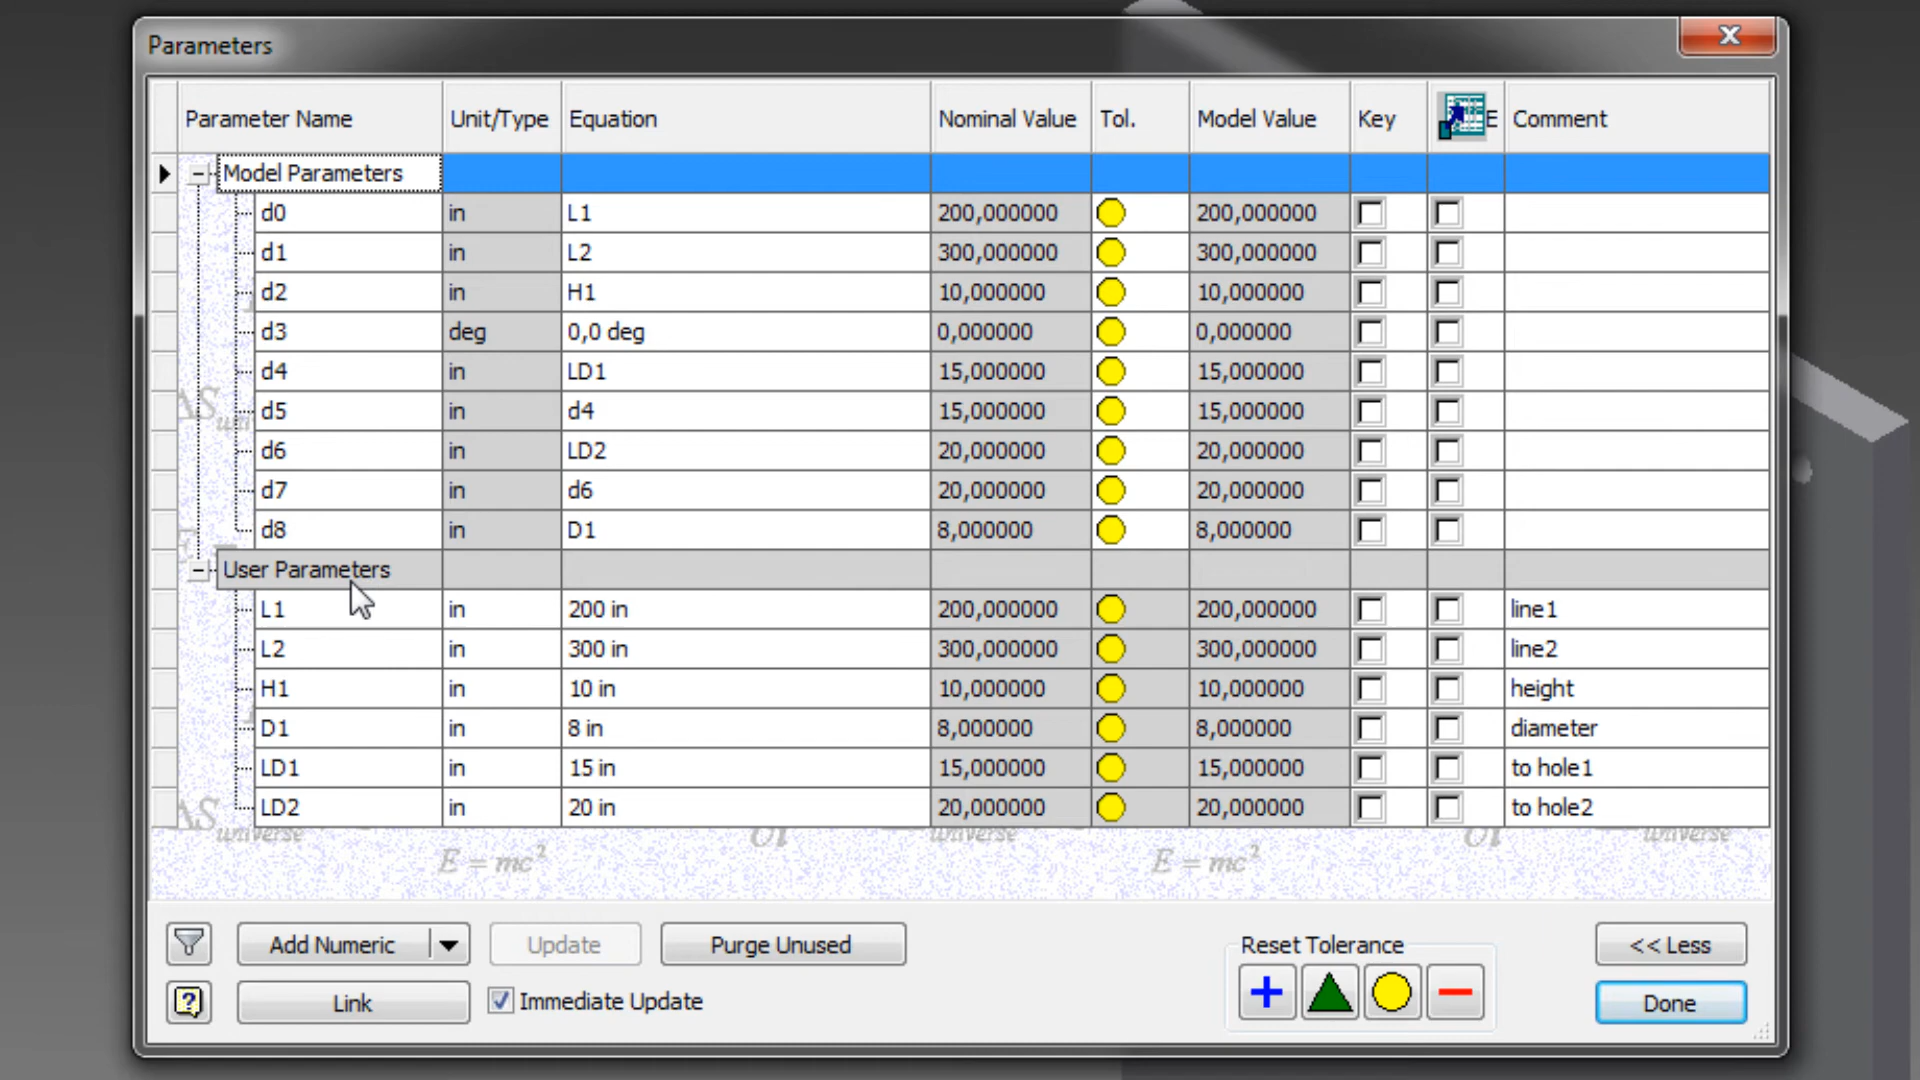 Parameters
Parameter Name Unit/Type Equation Nominal Value Tol. Model Value Key E Comment
Model Parameters
d0 in L1 200,000000 200,000000
d1 in L2 300,000000 300,000000
d2 in H1 10,000000 10,000000
d3 deg 0,0 deg 0,000000 0,000000
d4 in LD1 15,000000 15,000000
d5 in d4 15,000000 15,000000
d6 in LD2 20,000000 20,000000
d7 in d6 20,000000 20,000000
d8 in D1 8,000000 8,000000
User Parameters
L1 in 200 in 200,000000 200,000000 line1
L2 in 300 in 300,000000 300,000000 line2
H1 in 10 in 10,000000 10,000000 height
D1 in 8 in 8,000000 8,000000 diameter
LD1 in 15 in 15,000000 15,000000 to hole1
LD2 in 20 in 20,000000 20,000000 to hole2
universe universe universe
E = mc² E = mc²
Add Numeric Update Purge Unused Reset Tolerance << Less
Link Immediate Update Done